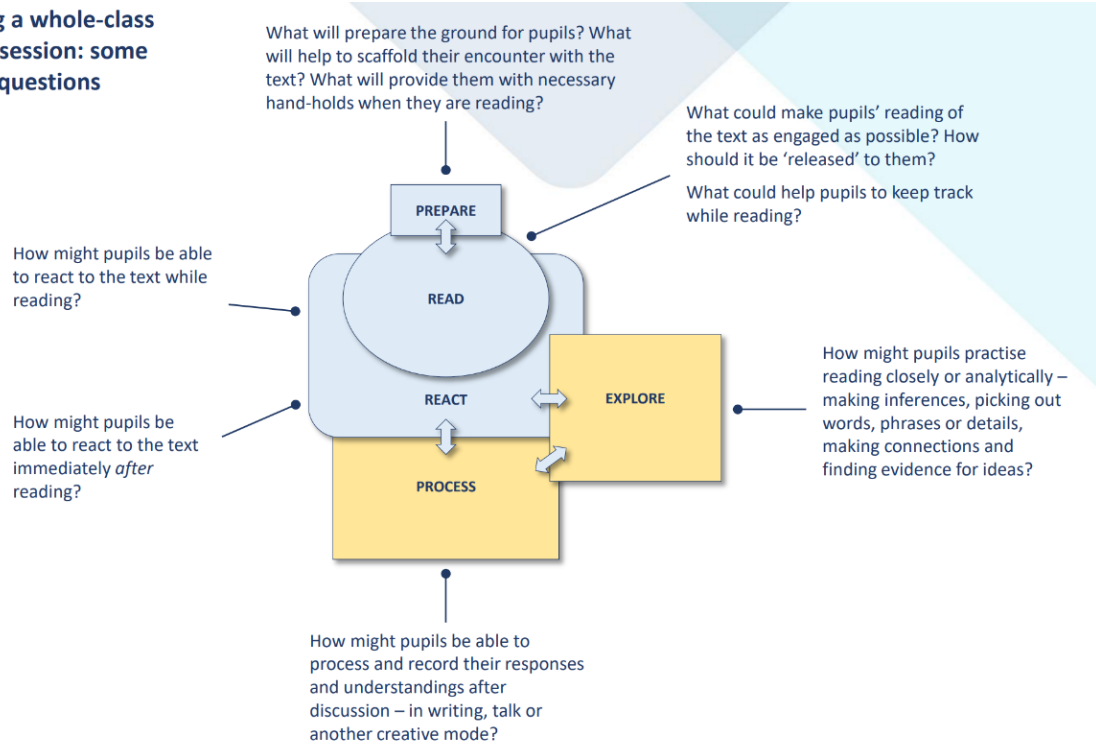 g a whole-class
session: some
questions
What will prepare the ground for pupils? What
will help to scaffold their encounter with the
text? What will provide them with necessary
hand-holds when they are reading?
What could make pupils’ reading of
the text as engaged as possible? How
should it be ‘released’ to them?
What could help pupils to keep track
while reading?
PREPARE
How might pupils be able
to react to the text while
reading?
READ
How might pupils be
able to react to the text
immediately after
reading?
REACT
EXPLORE
How might pupils practise
reading closely or analytically –
making inferences, picking out
words, phrases or details,
making connections and
finding evidence for ideas?
PROCESS
How might pupils be able to
process and record their responses
and understandings after
discussion – in writing, talk or
another creative mode?